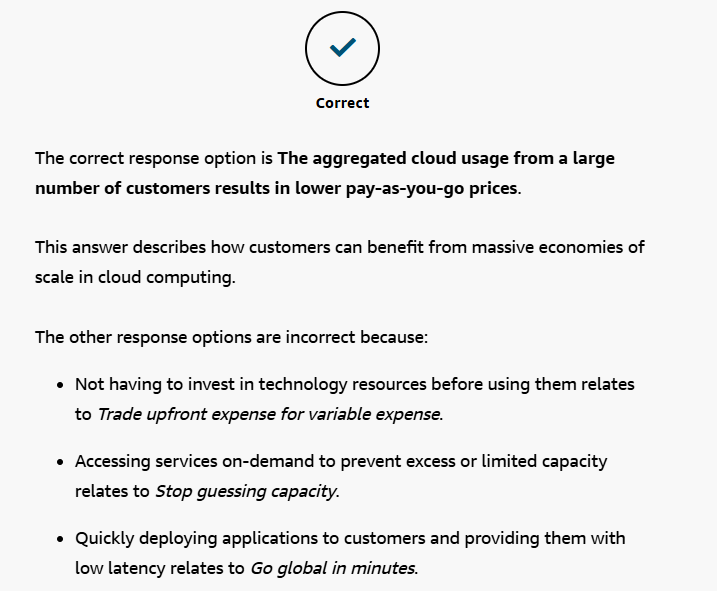 Correct
The correct response option is The aggregated cloud usage from a large
number of customers results in lower pay-as-you-go prices.
This answer describes how customers can benefit from massive economies of
scale in cloud computing.
The other response options are incorrect because:
• Not having to invest in technology resources before using them relates
to Trade upfront expense for variable expense.
• Accessing services on-demand to prevent excess or limited capacity
relates to Stop guessing capacity.
• Quickly deploying applications to customers and providing them with
low latency relates to Go global in minutes.